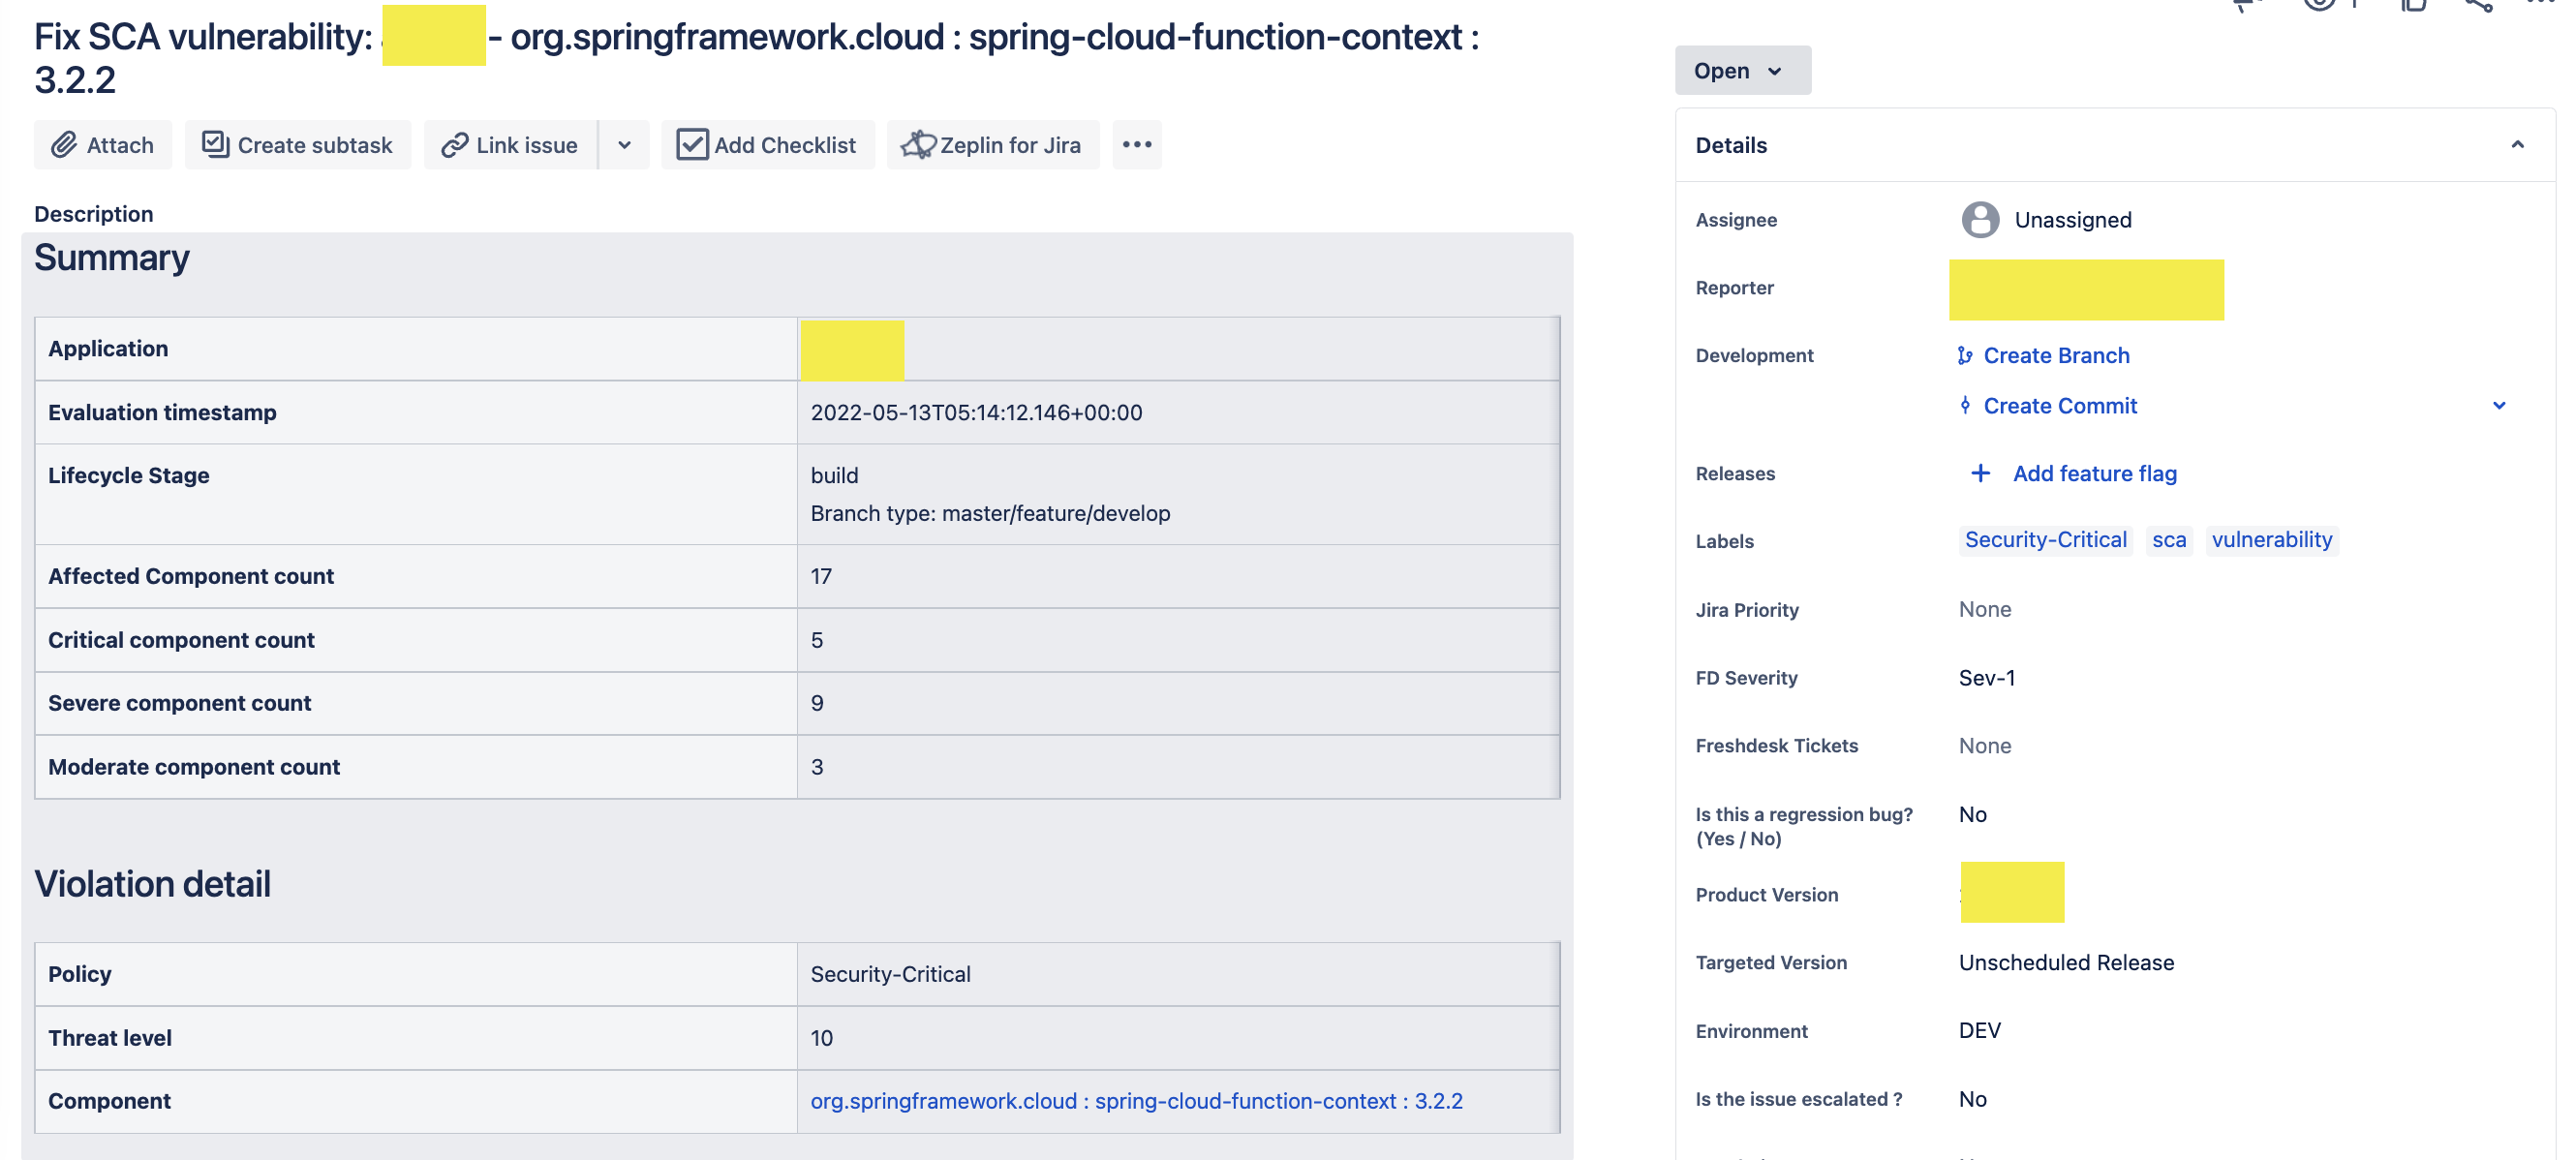 Fix SCA vulnerability: - org.springframework.cloud : spring-cloud-function-context :
3.2.2
Attach
Create subtask
Link issue
Add Checklist
Zeplin for Jira
Description
Summary
Application
Evaluation timestamp 2022-05-13T05:14:12.146+00:00
Lifecycle Stage build
Branch type: master/feature/develop
Affected Component count 17
Critical component count 5
Severe component count 9
Moderate component count 3
Violation detail
Policy Security-Critical
Threat level 10
Component org.springframework.cloud : spring-cloud-function-context : 3.2.2
Open
Details
Assignee Unassigned
Reporter
Development Create Branch
Create Commit
Releases Add feature flag
Labels Security-Critical sca vulnerability
Jira Priority None
FD Severity Sev-1
Freshdesk Tickets None
Is this a regression bug? No
(Yes / No)
Product Version
Targeted Version Unscheduled Release
Environment DEV
Is the issue escalated ? No